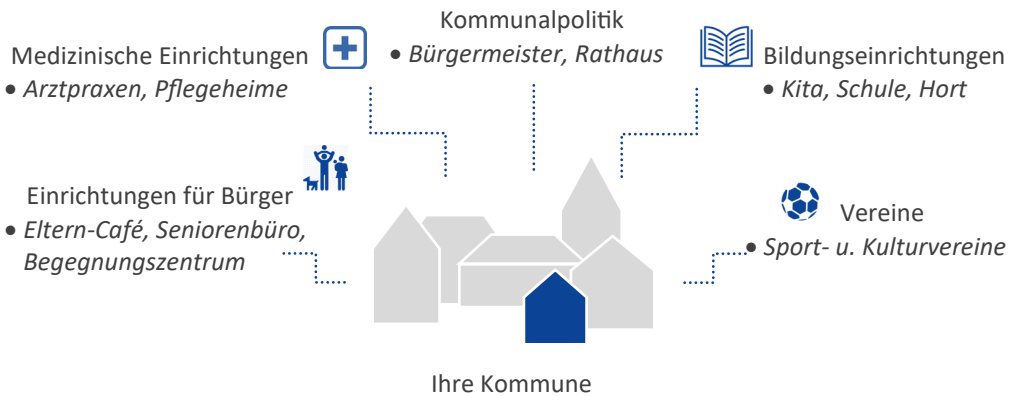 Kommunalpolitik
• Bürgermeister, Rathaus
Medizinische Einrichtungen
• Arztpraxen, Pflegeheime
Bildungseinrichtungen
• Kita, Schule, Hort
Einrichtungen für Bürger
• Eltern-Café, Seniorenbüro,
Begegnungszentrum
Vereine
• Sport- u. Kulturvereine
Ihre Kommune